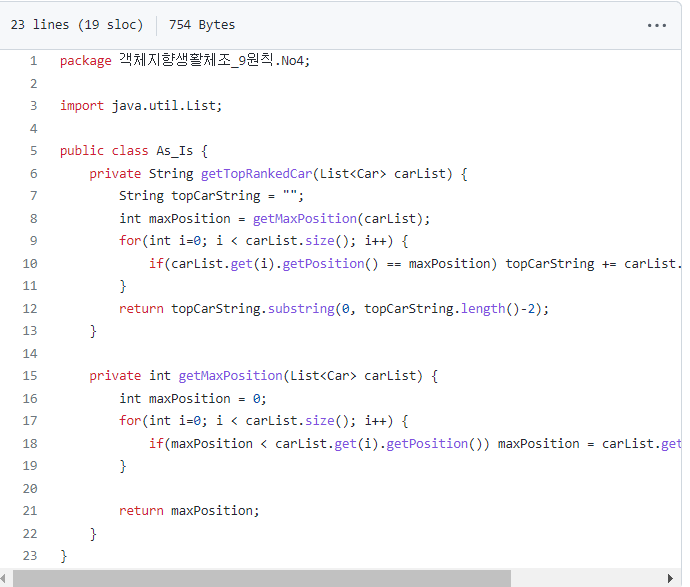 23 lines (19 sloc) 754 Bytes
1 package 객체지향생활체조_9원칙.No4;
2
3 import java.util.List;
4
5 public class As_Is {
6 private String getTopRankedCar(List<Car> carList) {
7 String topCarString = "";
8 int maxPosition = getMaxPosition(carList);
9 for(int i=0; i < carList.size(); i++) {
10 if(carList.get(i).getPosition() == maxPosition) topCarString += carList.
11 }
12 return topCarString.substring(0, topCarString.length()-2);
13 }
14
15 private int getMaxPosition(List<Car> carList) {
16 int maxPosition = 0;
17 for(int i=0; i < carList.size(); i++) {
18 if(maxPosition < carList.get(i).getPosition()) maxPosition = carList.get
19 }
20
21 return maxPosition;
22 }
23 }